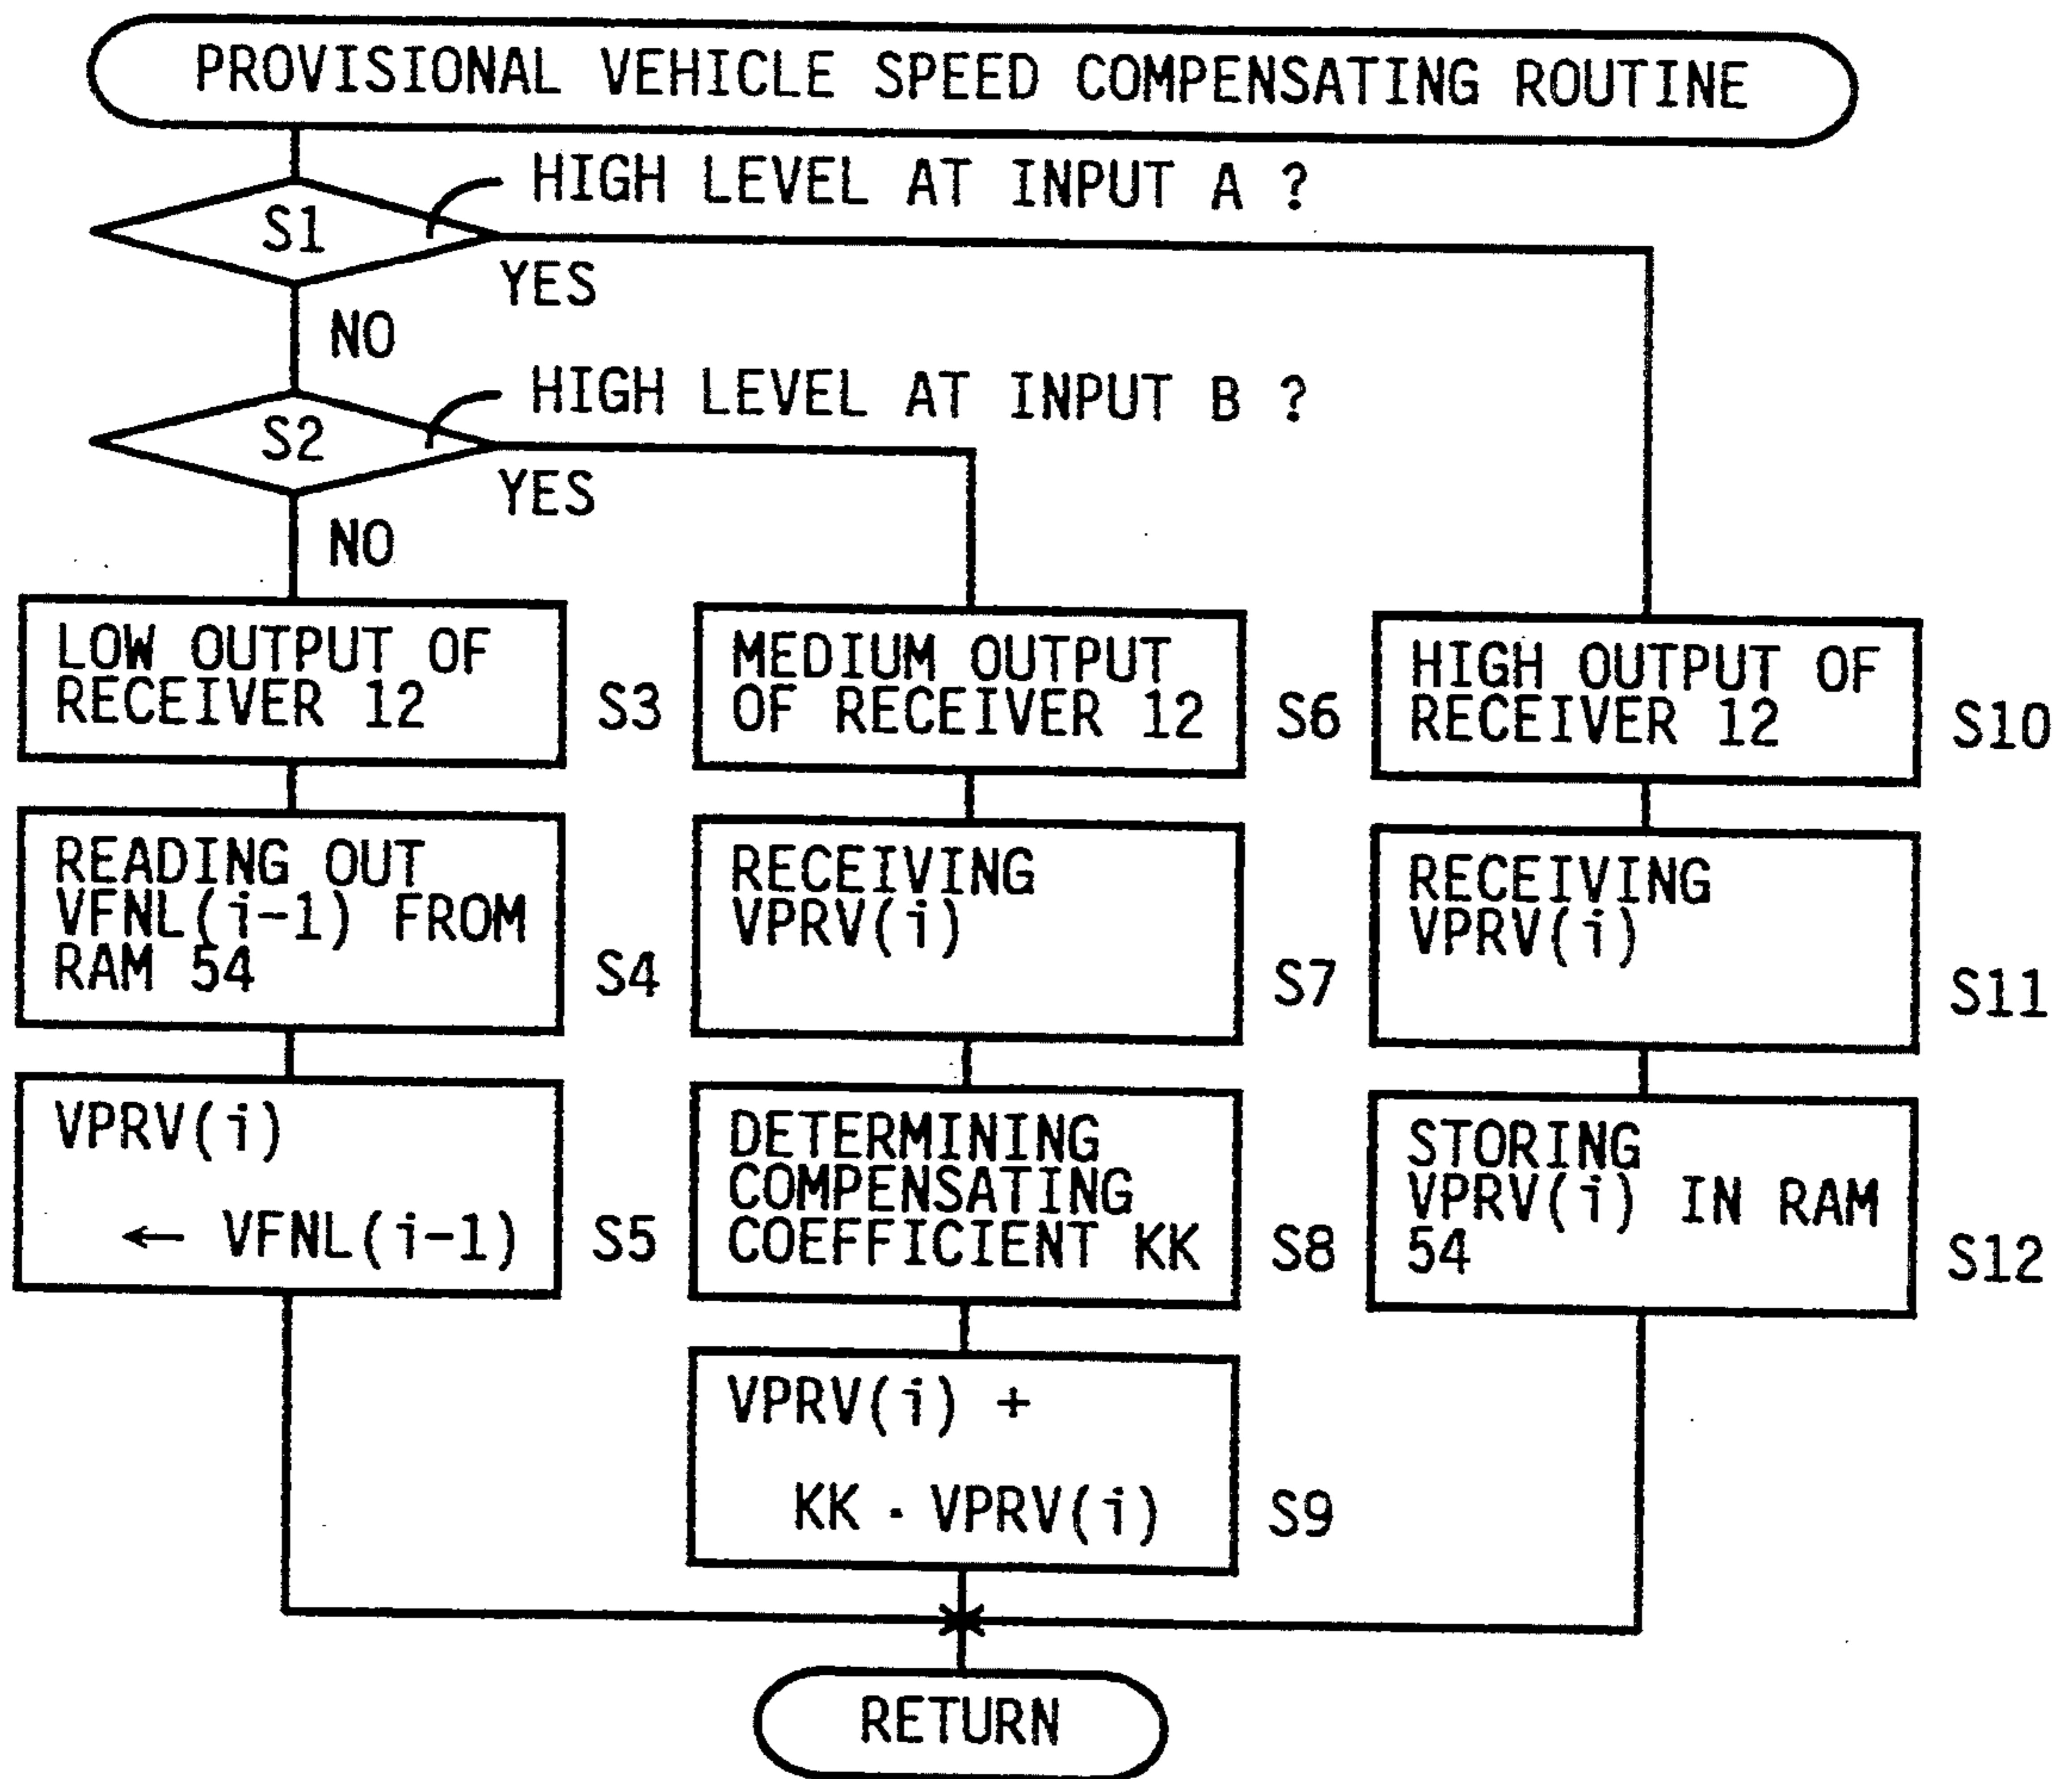 PROVISIONAL VEHICLE SPEED COMPENSATING ROUTINE
HIGH LEVEL AT INPUT A ?
S1
YES
NO
HIGH LEVEL AT INPUT B ?
S2
YES
NO
LOW OUTPUT OF
RECEIVER 12
S3
READING OUT
VFNL(i-1) FROM
RAM 54
S4
VPRV(i)
← VFNL(i-1)
S5
MEDIUM OUTPUT
OF RECEIVER 12
S6
RECEIVING
VPRV(i)
S7
DETERMINING
COMPENSATING
COEFFICIENT KK
S8
VPRV(i) +
KK · VPRV(i)
S9
HIGH OUTPUT OF
RECEIVER 12
S10
RECEIVING
VPRV(i)
S11
STORING
VPRV(i) IN RAM
54
S12
RETURN